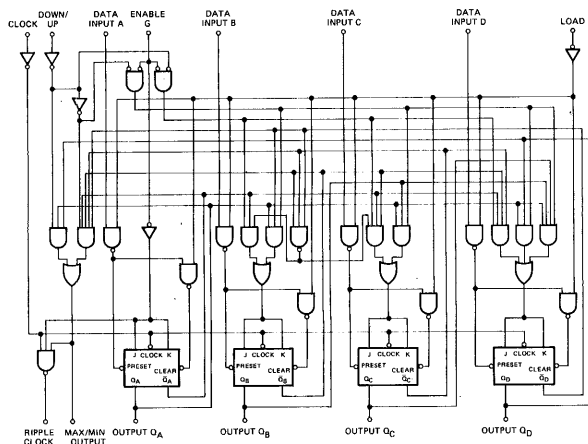 CLOCK
DOWN/
UP
DATA
INPUT A
ENABLE
G
DATA
INPUT B
DATA
INPUT C
DATA
INPUT D
LOAD
J CLOCK K
PRESET
CLEAR
QA Q̅A
J CLOCK K
PRESET
CLEAR
QB Q̅B
J CLOCK K
PRESET
CLEAR
QC Q̅C
J CLOCK K
PRESET
CLEAR
QD Q̅D
RIPPLE
CLOCK
MAX/MIN
OUTPUT
OUTPUT QA
OUTPUT QB
OUTPUT QC
OUTPUT QD